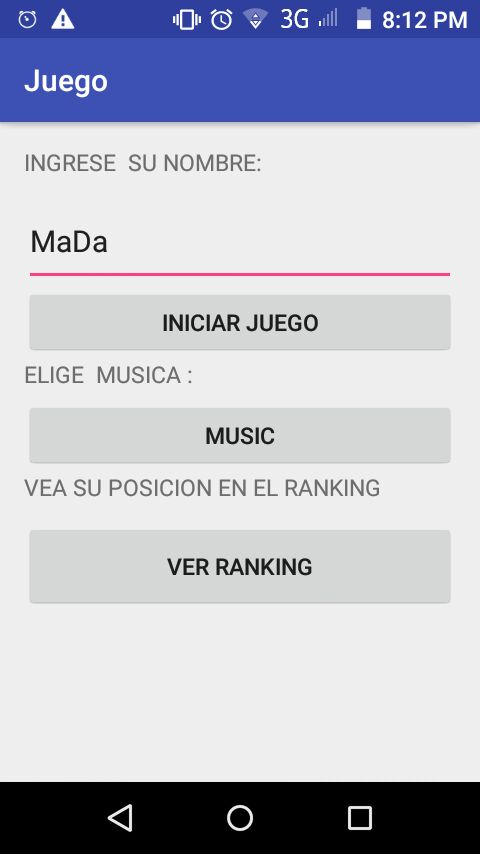 3G 8:12 PM
Juego
INGRESE  SU NOMBRE:
MaDa
INICIAR JUEGO
ELIGE  MUSICA :
MUSIC
VEA SU POSICION EN EL RANKING
VER RANKING